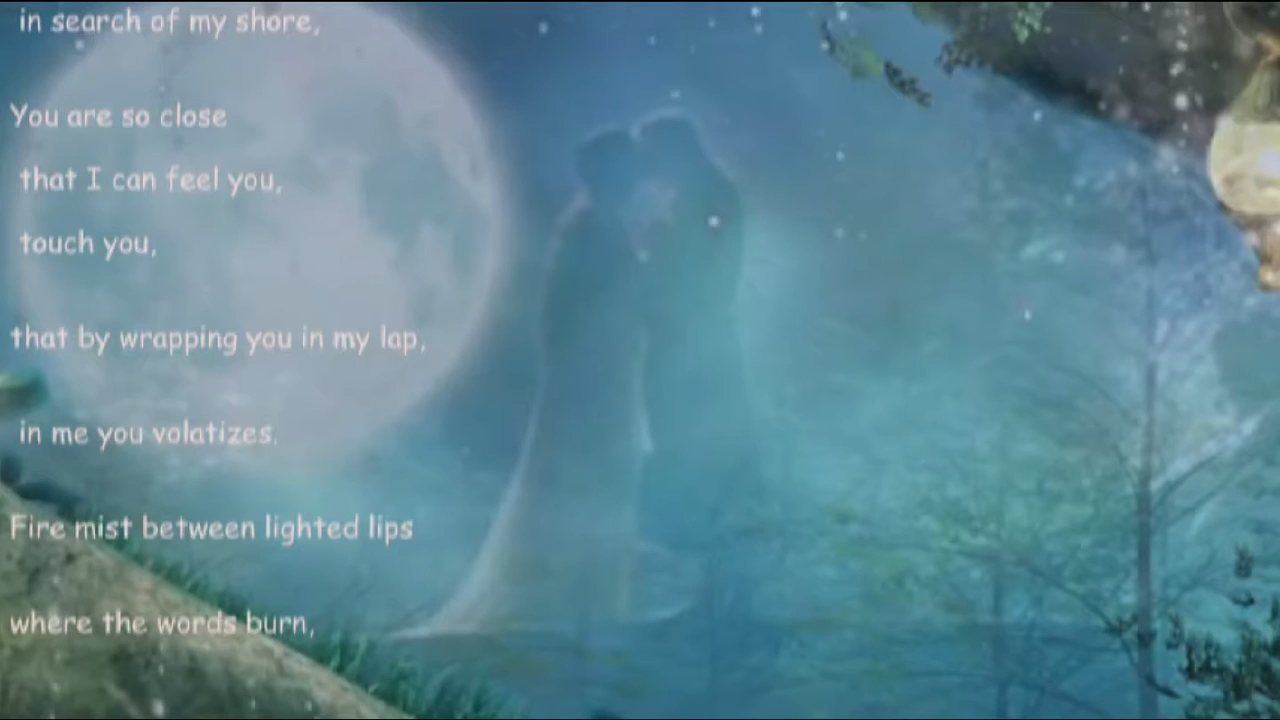 in search of my shore,
You are so close
that I can feel you,
touch you,
that by wrapping you in my lap,
in me you volatizes.
Fire mist between lighted lips
where the words burn,